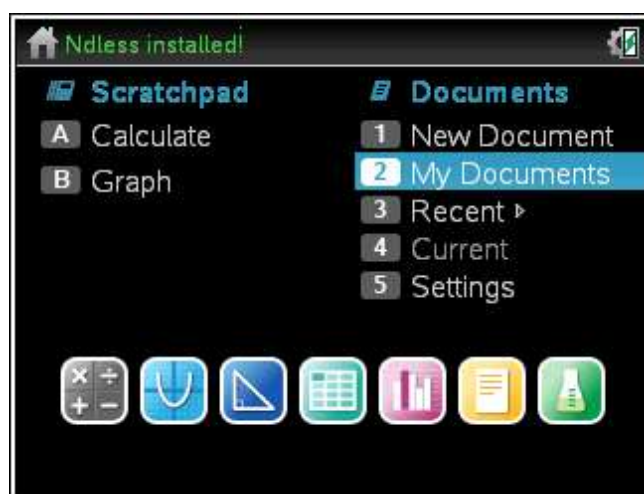 Ndless installed!
Scratchpad
A Calculate
B Graph
Documents
1 New Document
2 My Documents
3 Recent ▹
4 Current
5 Settings